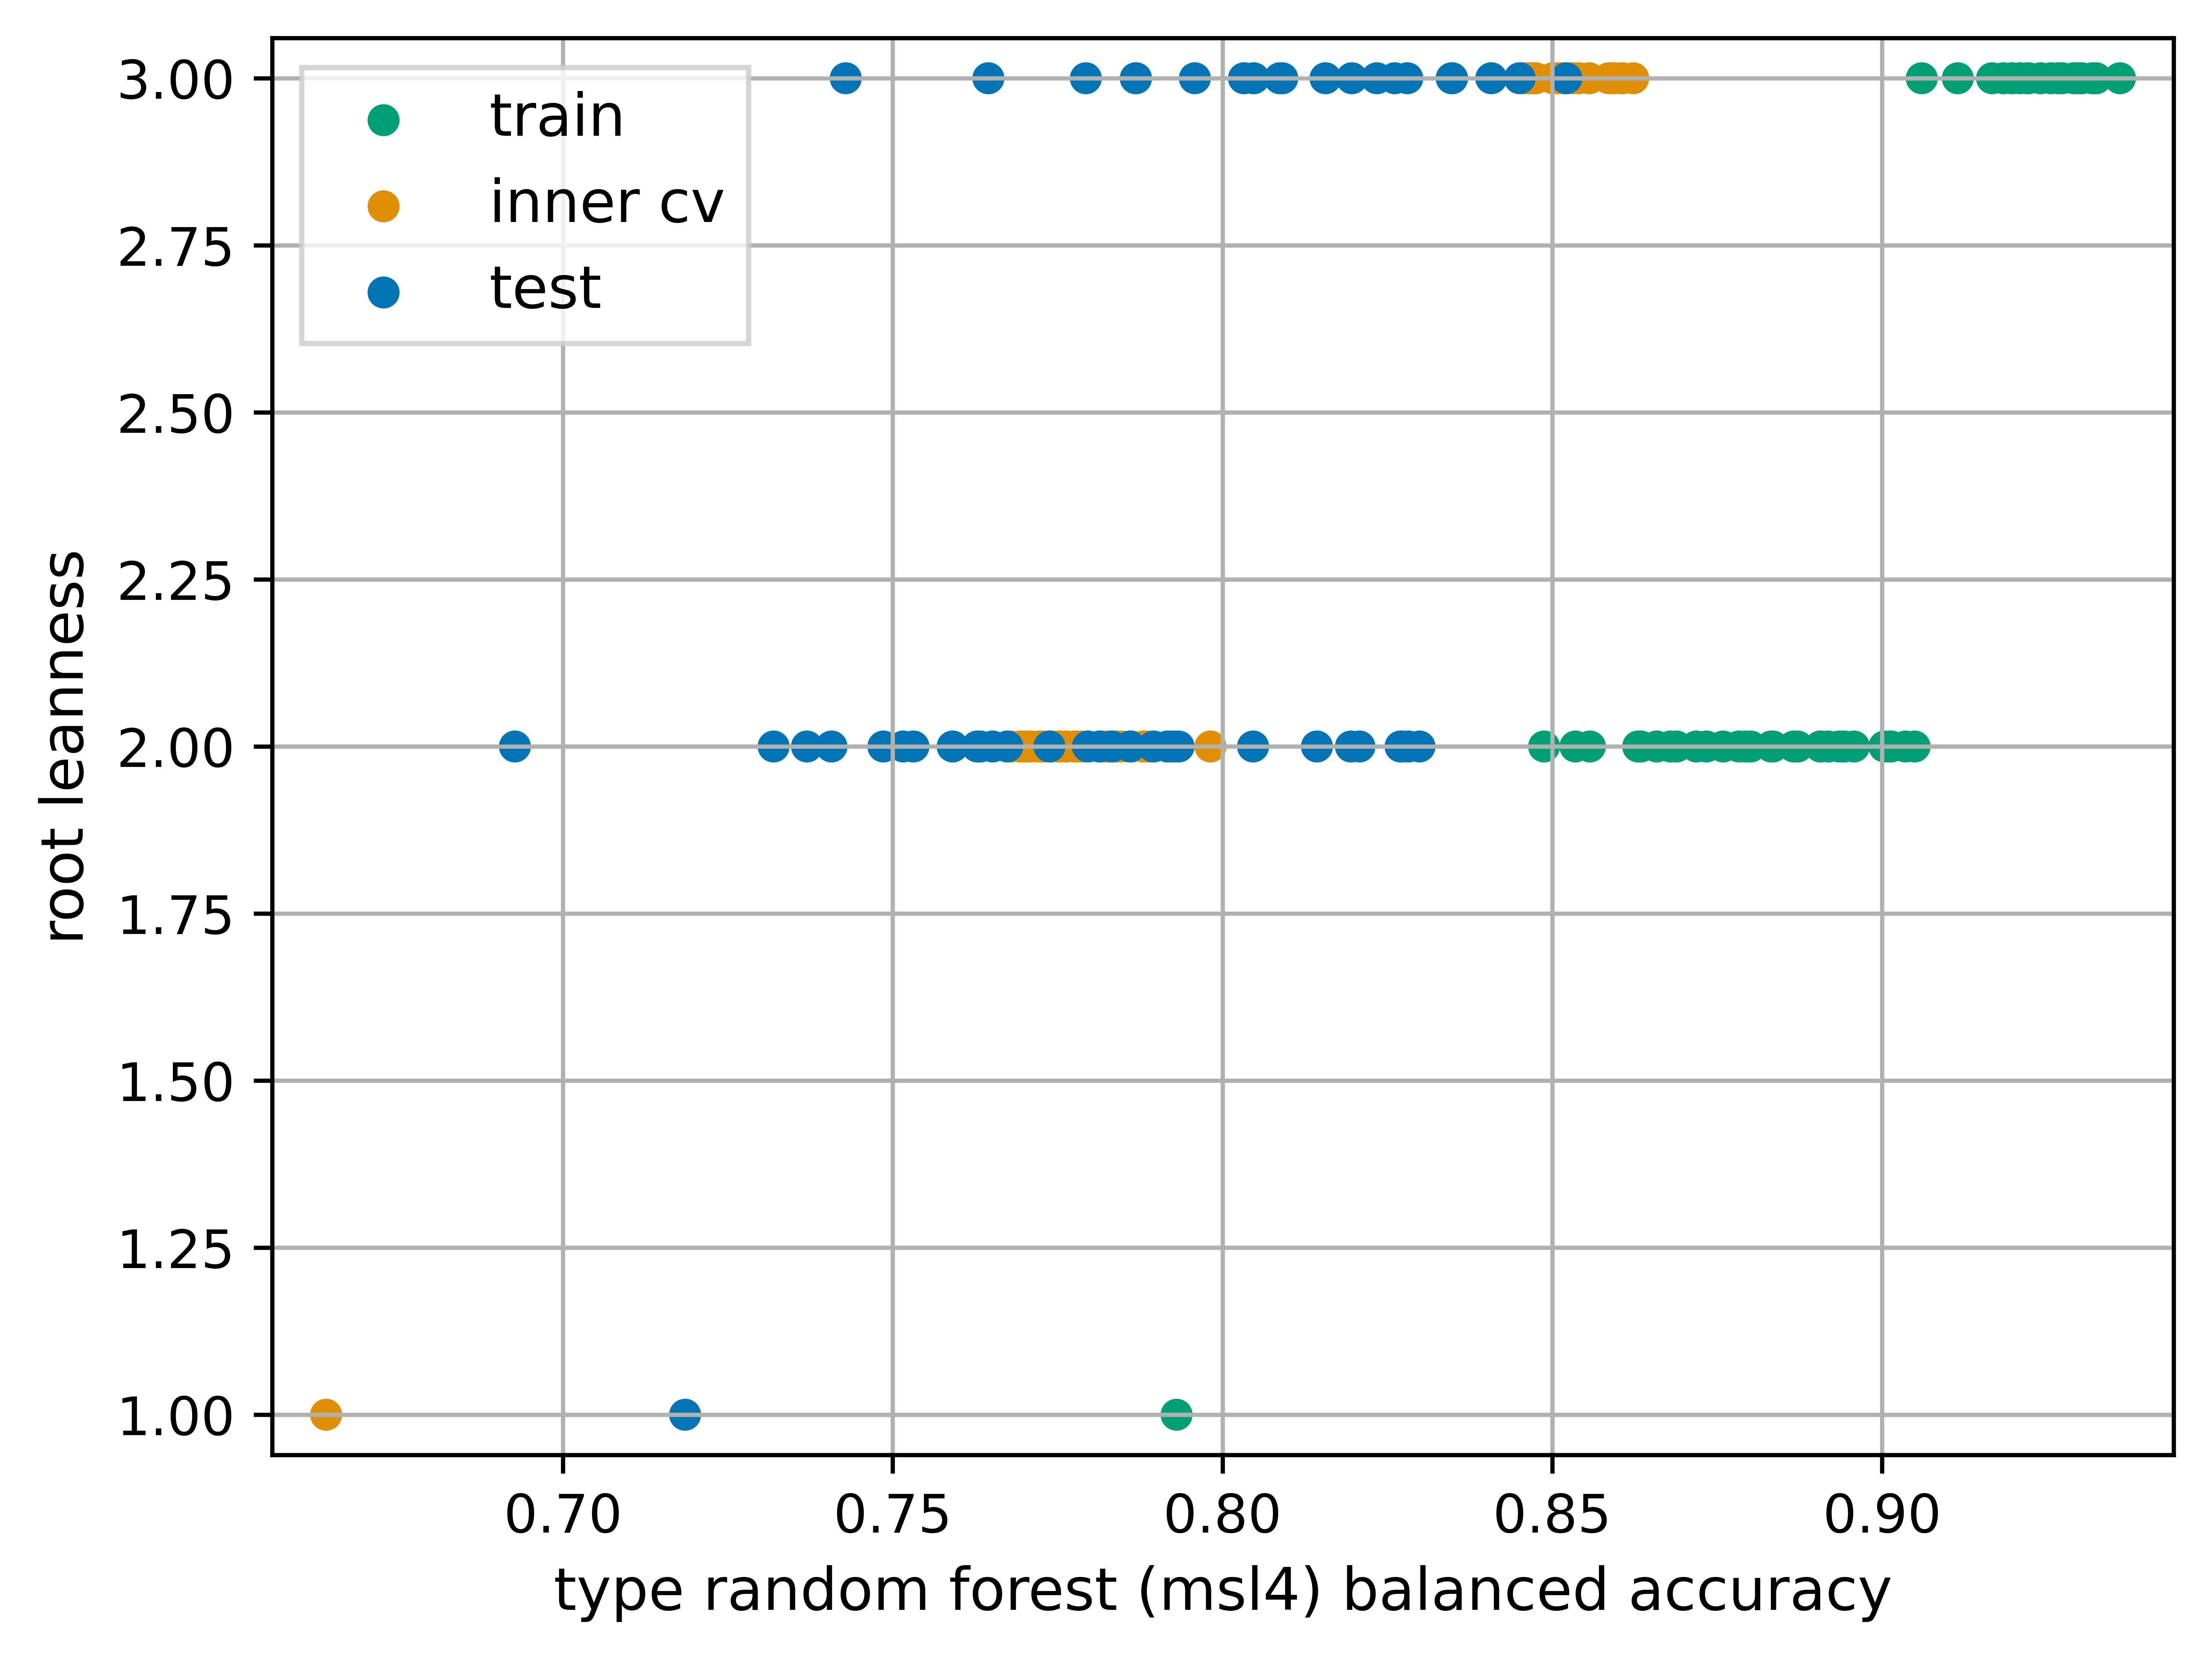 train
inner cv
test
3.00
2.75
2.50
2.25
2.00
1.75
1.50
1.25
1.00
root leanness
0.70 0.75 0.80 0.85 0.90
type random forest (msl4) balanced accuracy